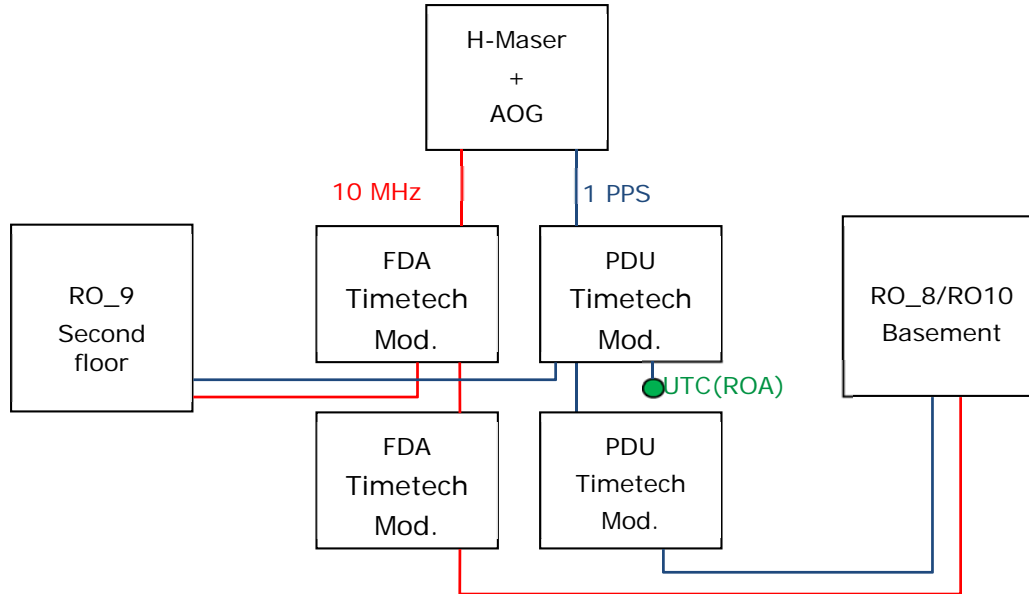 H-Maser
+
AOG
10 MHz
1 PPS
RO_9
Second
floor
FDA
Timetech
Mod.
PDU
Timetech
Mod.
RO_8/RO10
Basement
UTC(ROA)
FDA
Timetech
Mod.
PDU
Timetech
Mod.